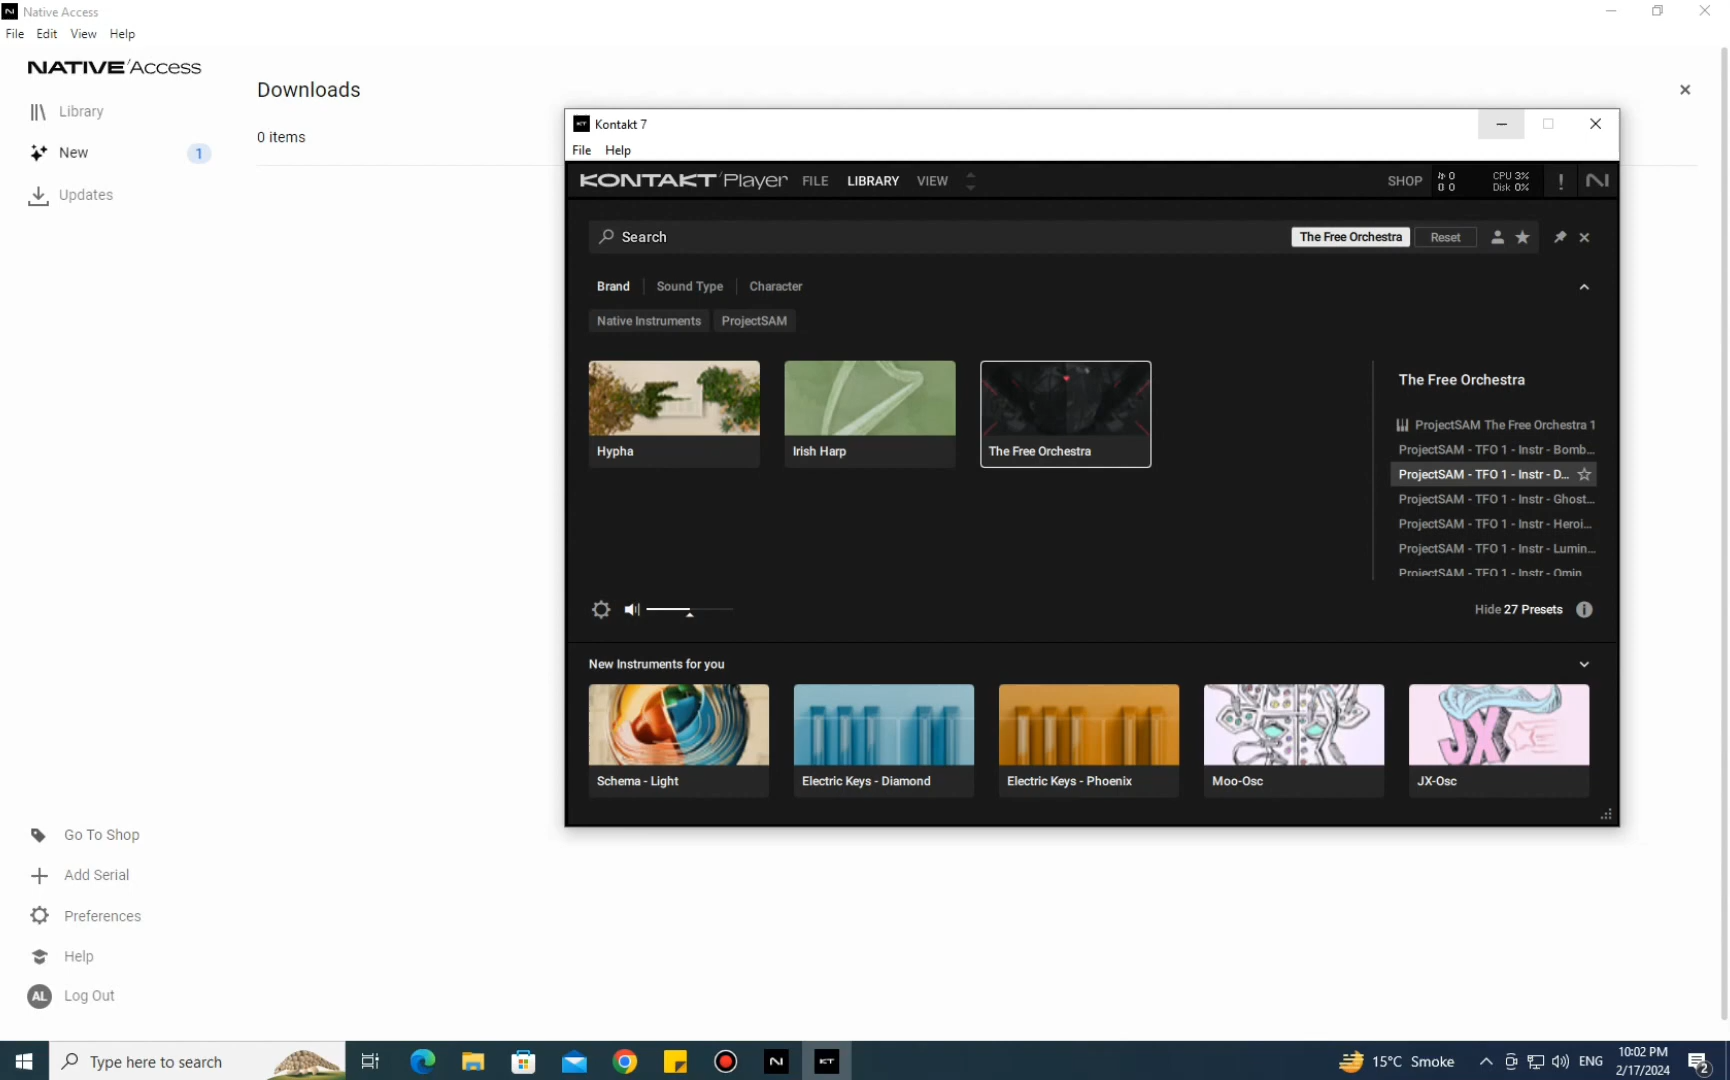 Native Access
File Edit View Help
NATIVE Access
Library
New 1
Updates
Downloads
0 items
Kontakt 7
File Help
KONTAKT Player FILE LIBRARY VIEW SHOP 0 0 0 CPU 3% Disk 0% !
Search The Free Orchestra Reset
Brand Sound Type Character
Native Instruments ProjectSAM
Hypha
Irish Harp
The Free Orchestra
The Free Orchestra
ProjectSAM The Free Orchestra 1
ProjectSAM - TFO 1 - Instr - Bomb...
ProjectSAM - TFO 1 - Instr - D...
ProjectSAM - TFO 1 - Instr - Ghost...
ProjectSAM - TFO 1 - Instr - Heroi...
ProjectSAM - TFO 1 - Instr - Lumin...
ProjectSAM - TFO 1 - Instr - Omin
Hide 27 Presets
New Instruments for you
Schema - Light
Electric Keys - Diamond
Electric Keys - Phoenix
Moo-Osc
JX-Osc
JX
Go To Shop
Add Serial
Preferences
Help
AL Log Out
Type here to search
KT
15°C Smoke
ENG
10:02 PM
2/17/2024
2